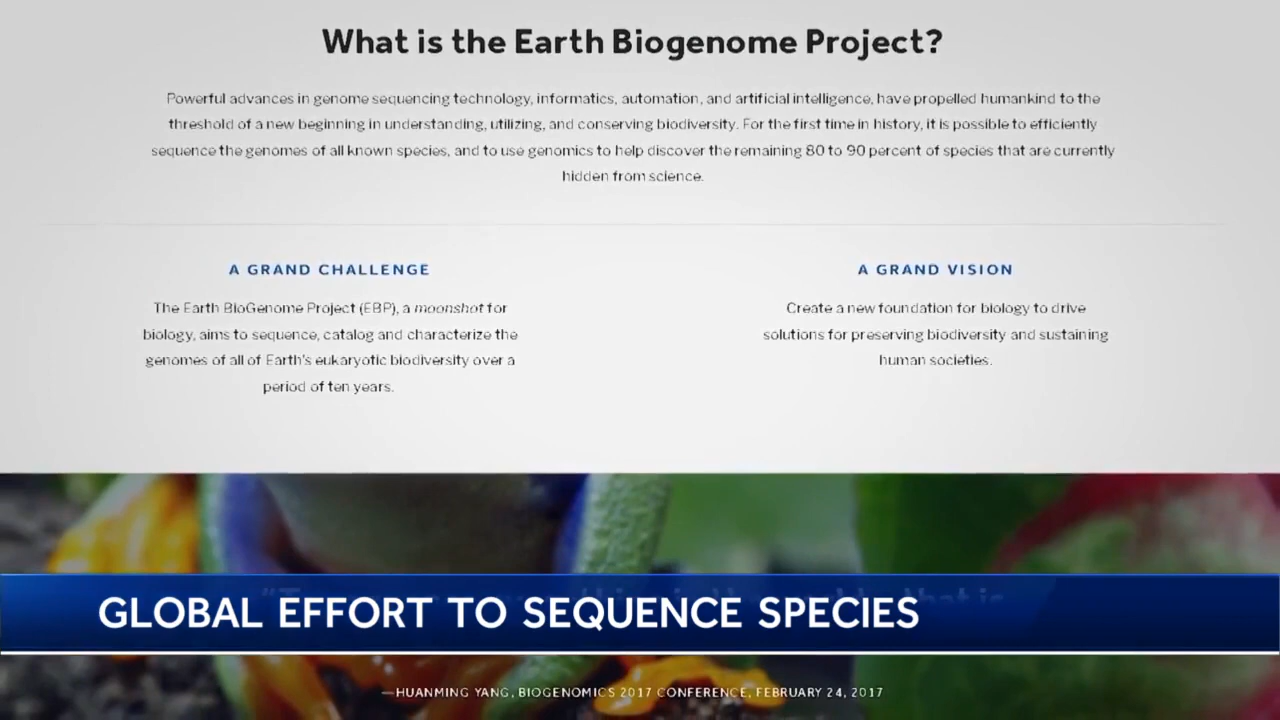 What is the Earth Biogenome Project?
Powerful advances in genome sequencing technology, informatics, automation, and artificial intelligence, have propelled humankind to the
threshold of a new beginning in understanding, utilizing, and conserving biodiversity. For the first time in history, it is possible to efficiently
sequence the genomes of all known species, and to use genomics to help discover the remaining 80 to 90 percent of species that are currently
hidden from science.
A GRAND CHALLENGE
The Earth BioGenome Project (EBP), a moonshot for
biology, aims to sequence, catalog and characterize the
genomes of all of Earth's eukaryotic biodiversity over a
period of ten years.
A GRAND VISION
Create a new foundation for biology to drive
solutions for preserving biodiversity and sustaining
human societies.
GLOBAL EFFORT TO SEQUENCE SPECIES
—HUANMING YANG, BIOGENOMICS 2017 CONFERENCE, FEBRUARY 24, 2017